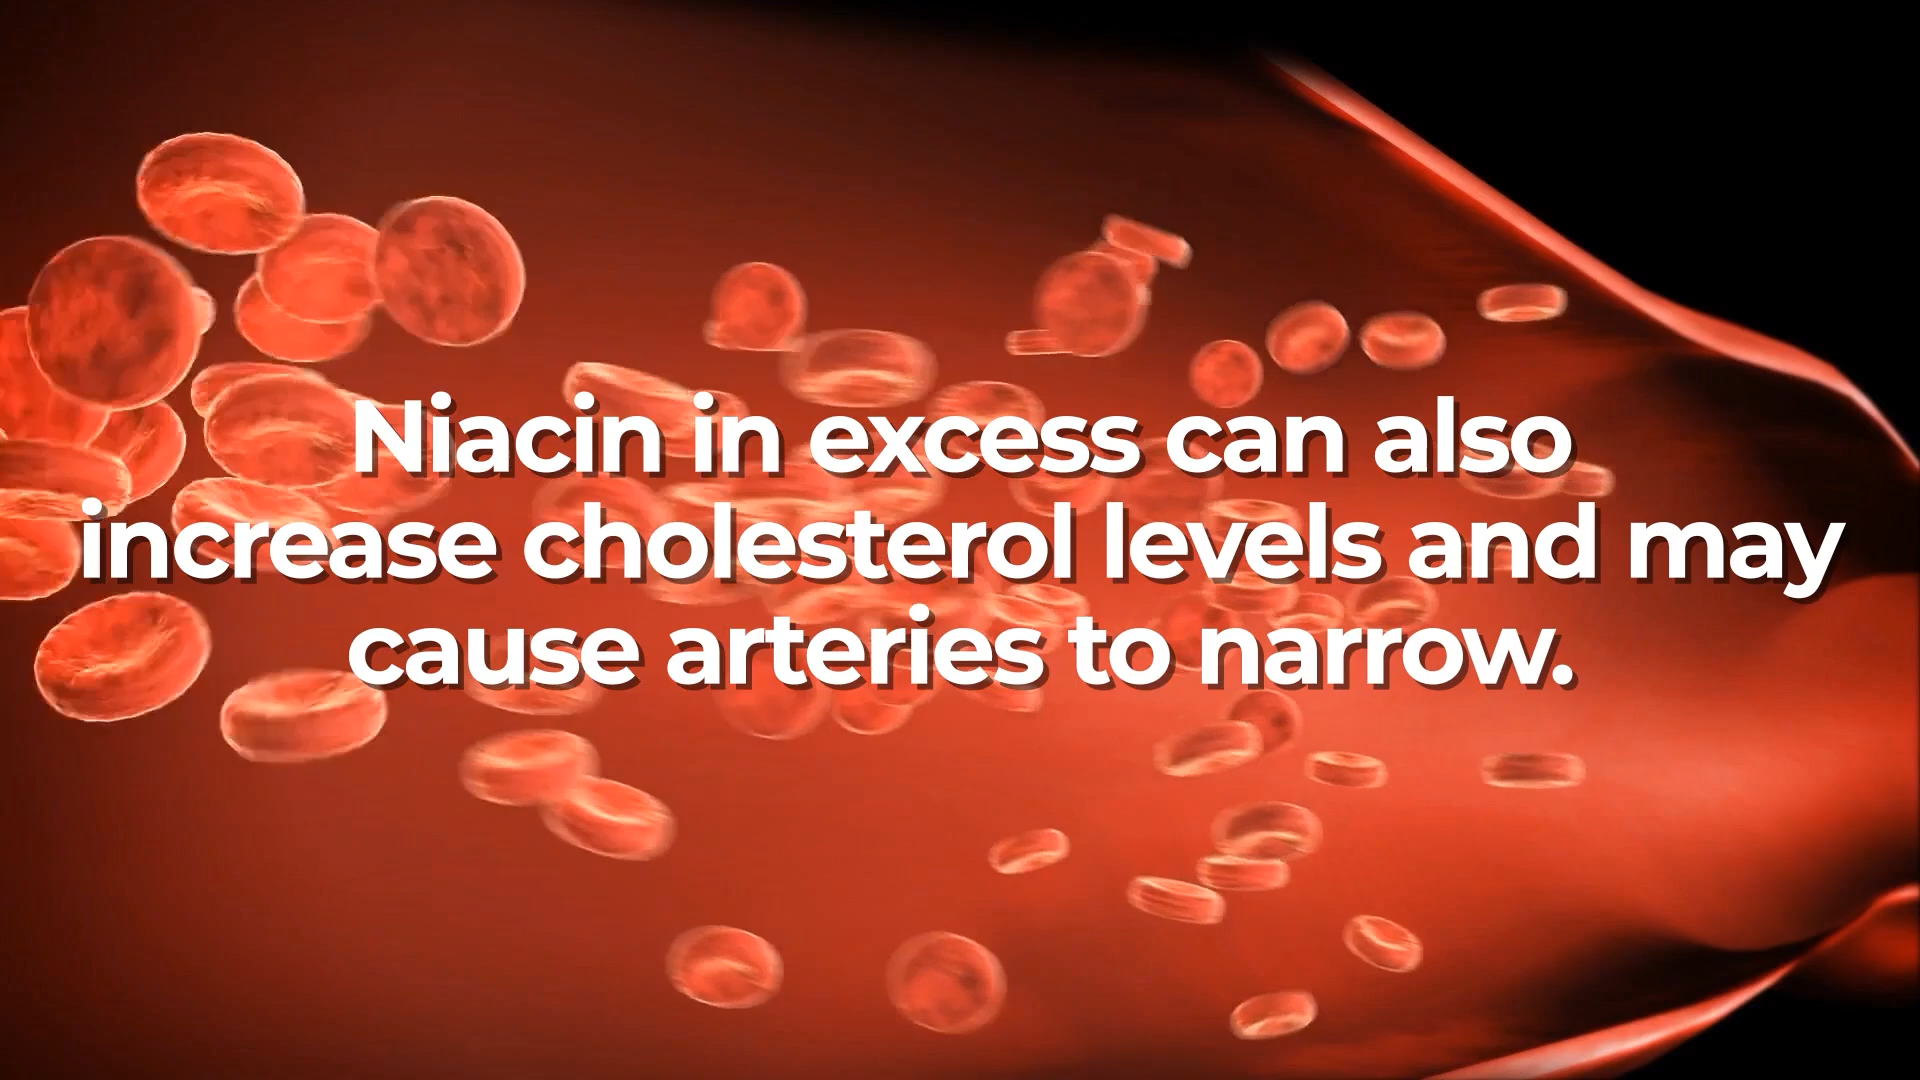 Niacin in excess can also
increase cholesterol levels and may
cause arteries to narrow.